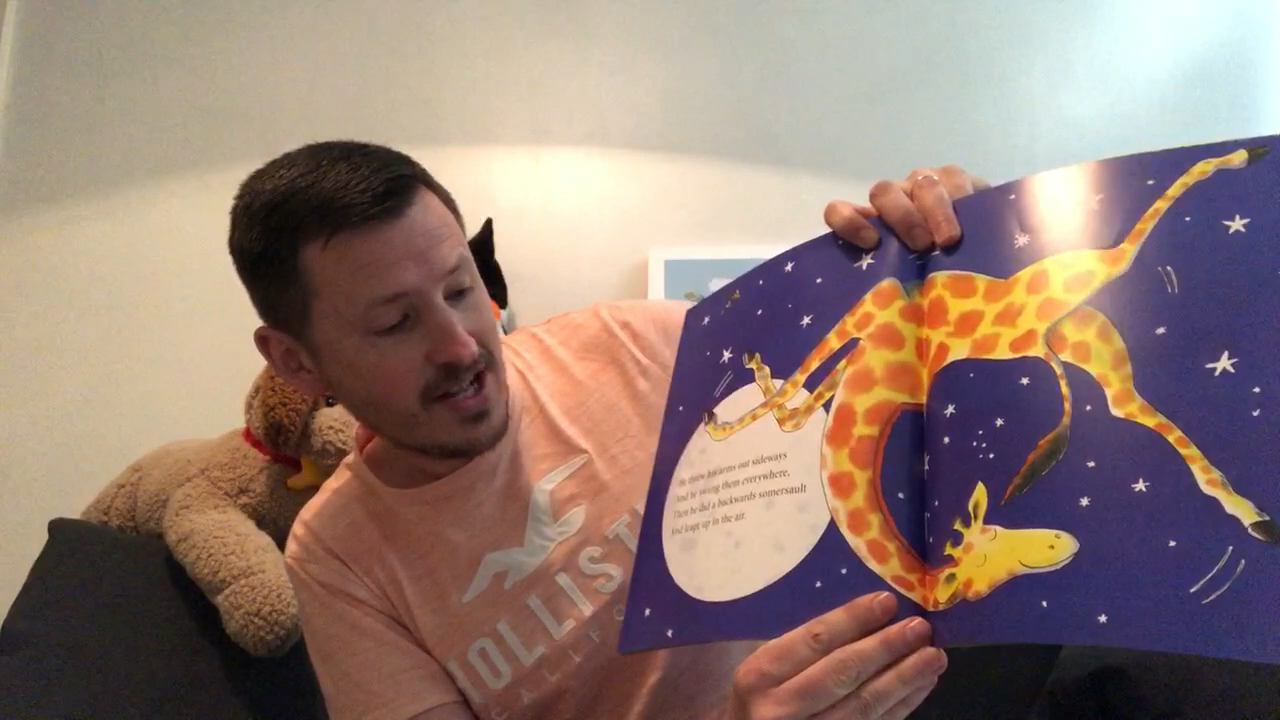 HOLLIST
CALIF
He threw his arms out sideways
And he swung them everywhere,
Then he did a backwards somersault
And leapt up in the air.